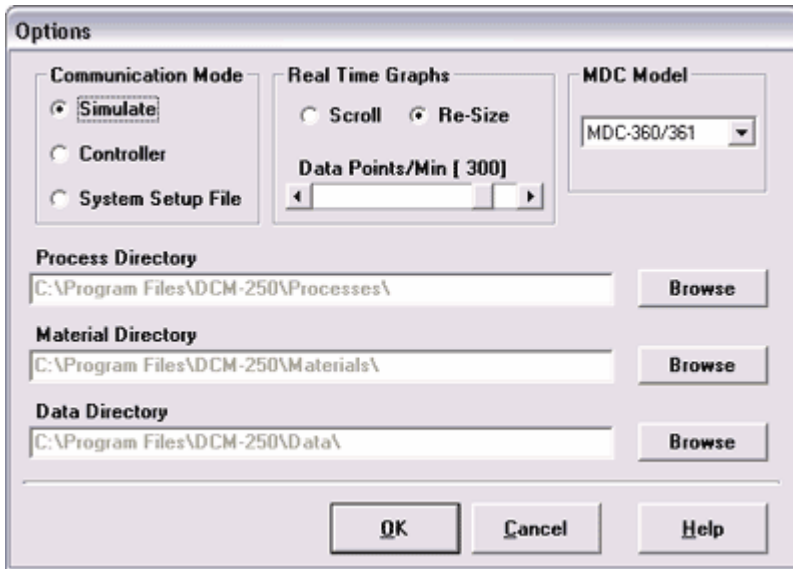 Options
Communication Mode
Simulate
Controller
System Setup File
Real Time Graphs
Scroll Re-Size
Data Points/Min [ 300]
MDC Model
MDC-360/361
Process Directory
C:\Program Files\DCM-250\Processes\
Browse
Material Directory
C:\Program Files\DCM-250\Materials\
Browse
Data Directory
C:\Program Files\DCM-250\Data\
Browse
OK Cancel Help